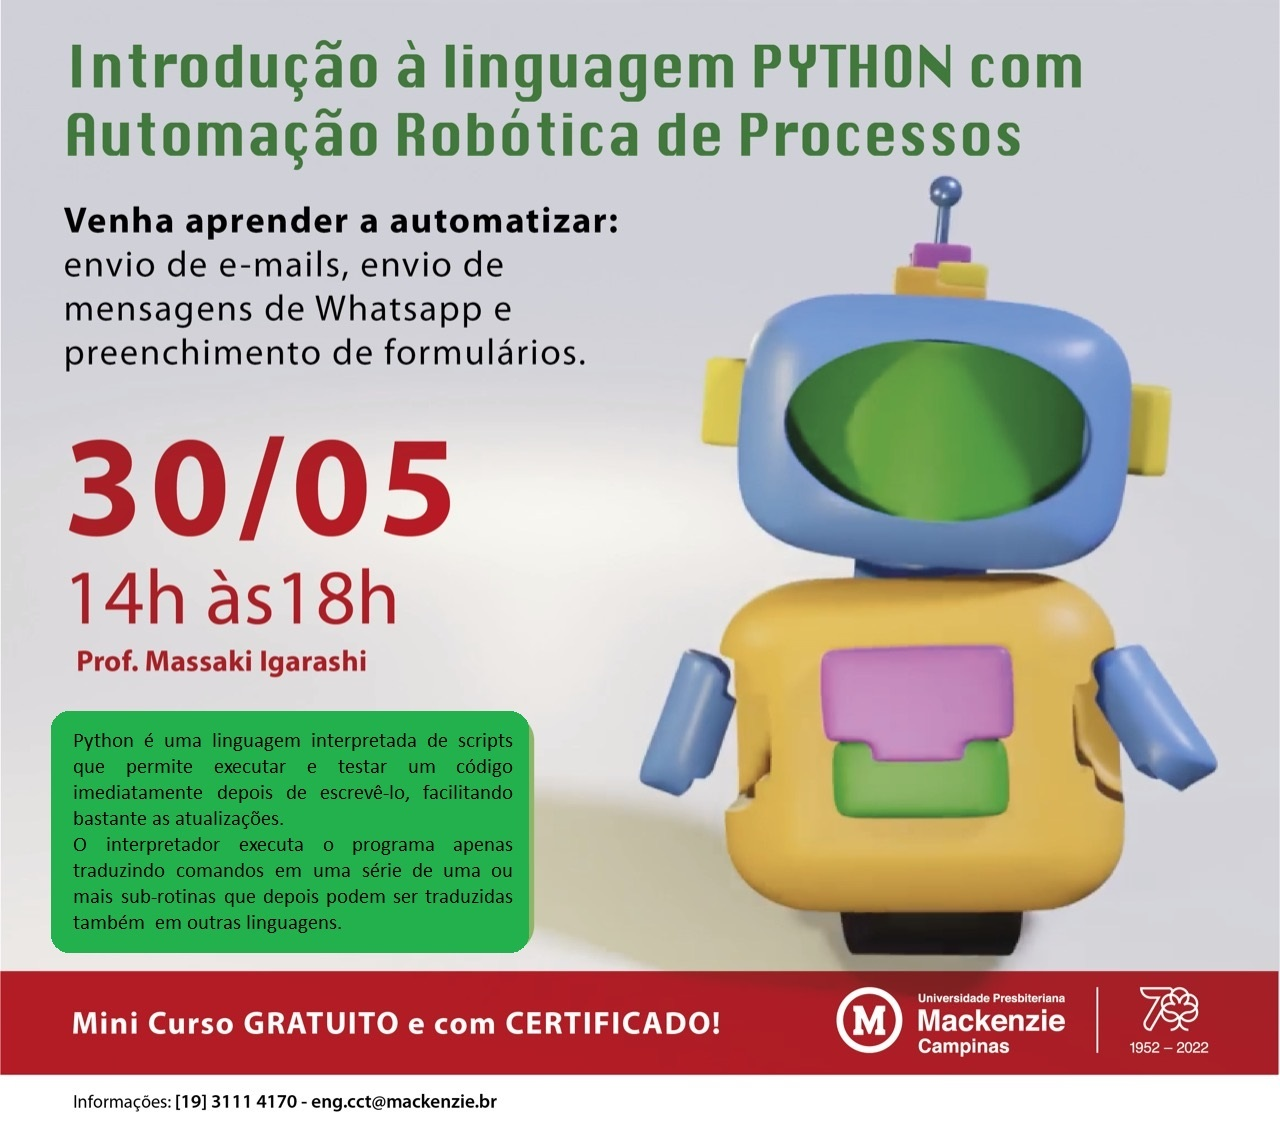 Introdução à linguagem PYTHON com
Automação Robótica de Processos
Venha aprender a automatizar:
envio de e-mails, envio de
mensagens de Whatsapp e
preenchimento de formulários.
30/05
14h às18h
Prof. Massaki Igarashi
Python é uma linguagem interpretada de scripts
que permite executar e testar um código
imediatamente depois de escrevê-lo, facilitando
bastante as atualizações.
O interpretador executa o programa apenas
traduzindo comandos em uma série de uma ou
mais sub-rotinas que depois podem ser traduzidas
também em outras linguagens.
Mini Curso GRATUITO e com CERTIFICADO!
M
Universidade Presbiteriana
Mackenzie
Campinas
70
1952 – 2022
Informações: [19] 3111 4170 - eng.cct@mackenzie.br